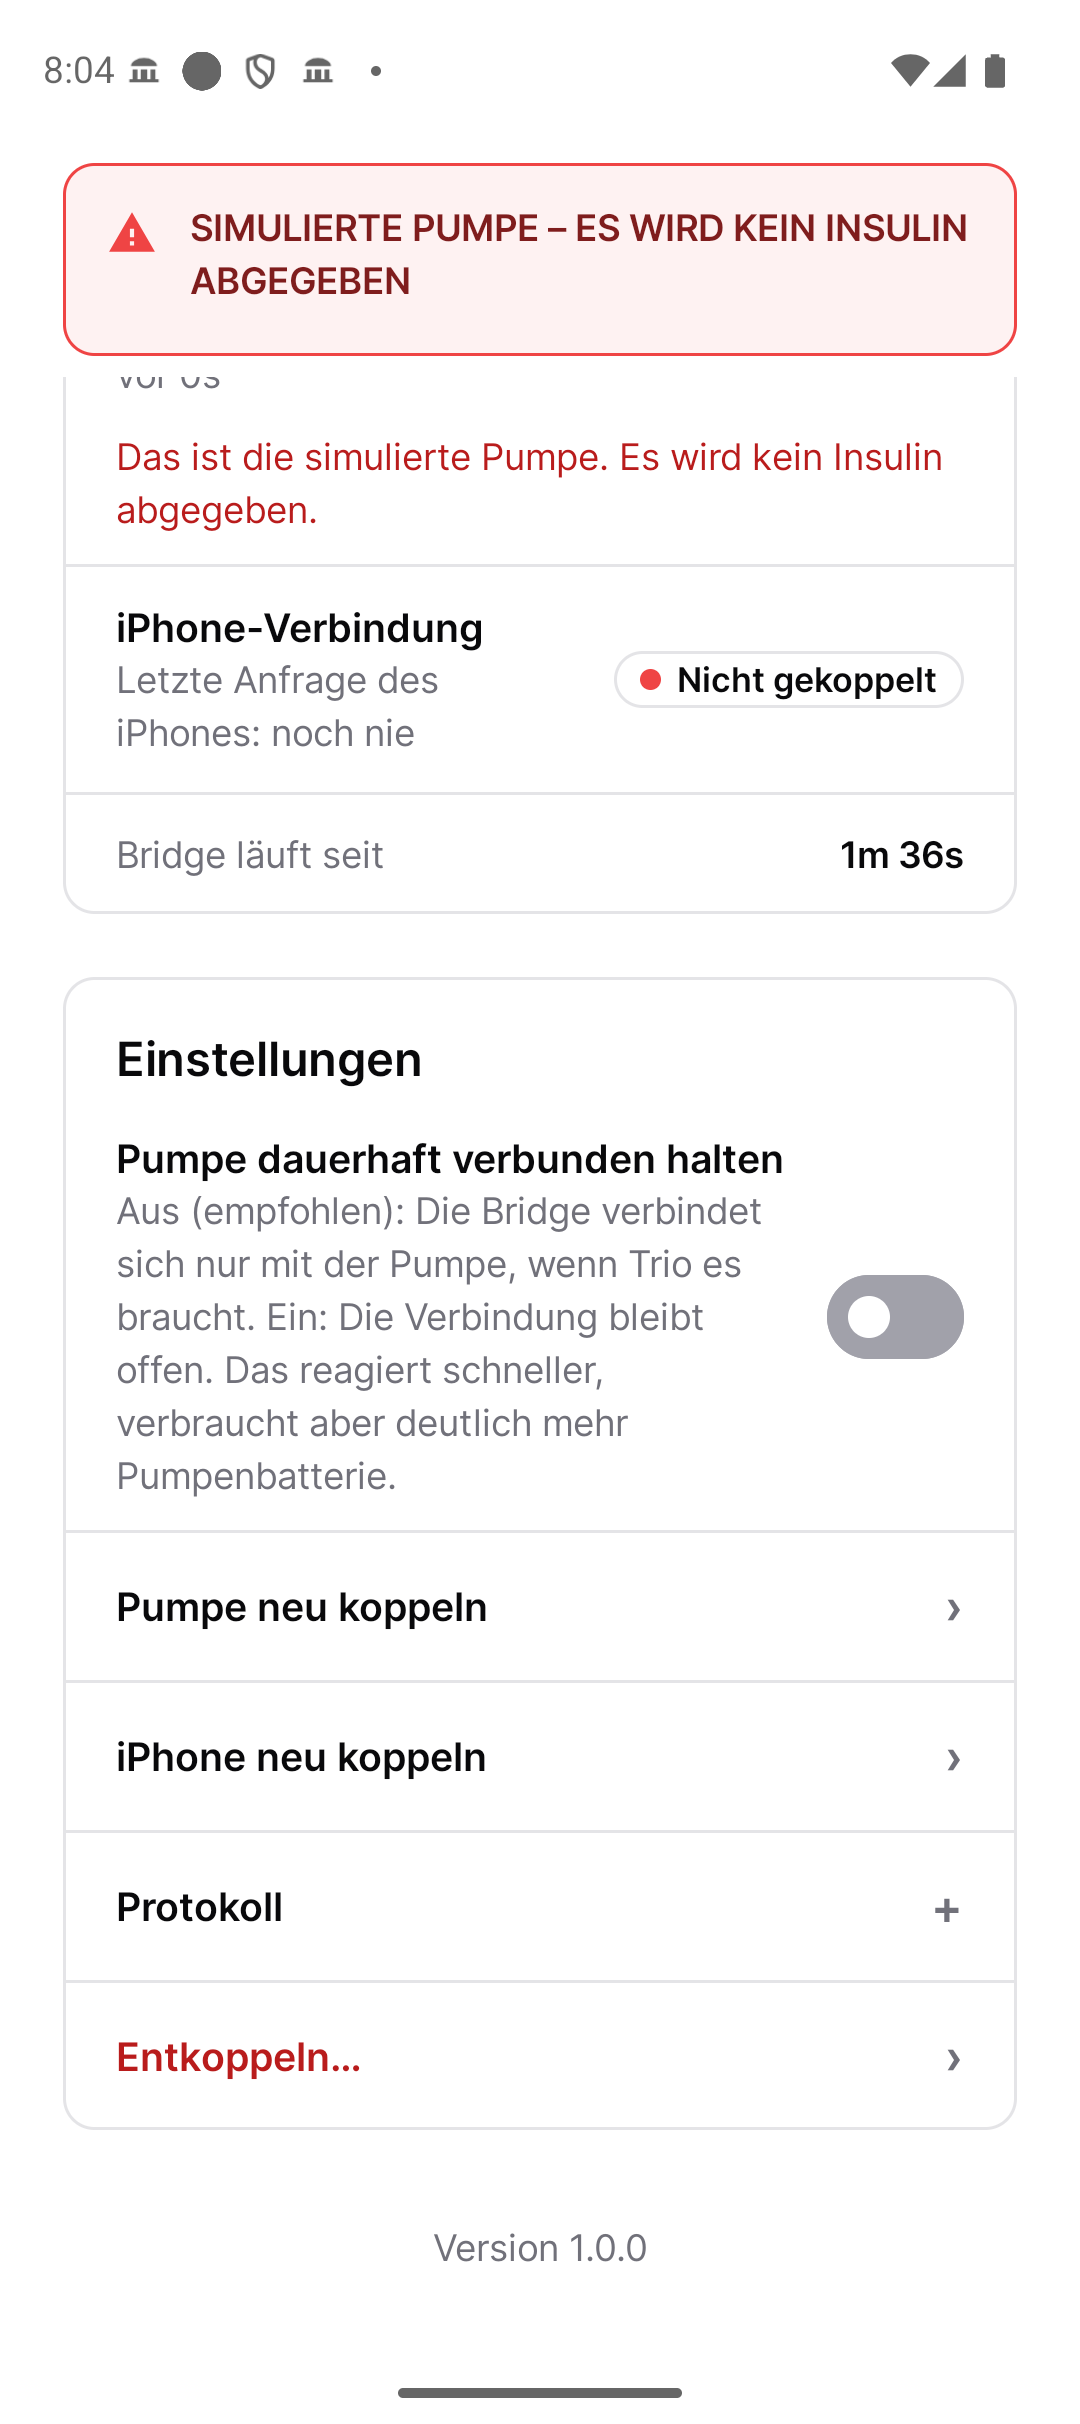 8:04
SIMULIERTE PUMPE – ES WIRD KEIN INSULIN
ABGEGEBEN
vor 0s
Das ist die simulierte Pumpe. Es wird kein Insulin
abgegeben.
iPhone-Verbindung
Letzte Anfrage des
iPhones: noch nie
Nicht gekoppelt
Bridge läuft seit
1m 36s
Einstellungen
Pumpe dauerhaft verbunden halten
Aus (empfohlen): Die Bridge verbindet
sich nur mit der Pumpe, wenn Trio es
braucht. Ein: Die Verbindung bleibt
offen. Das reagiert schneller,
verbraucht aber deutlich mehr
Pumpenbatterie.
Pumpe neu koppeln ›
iPhone neu koppeln ›
Protokoll +
Entkoppeln… ›
Version 1.0.0